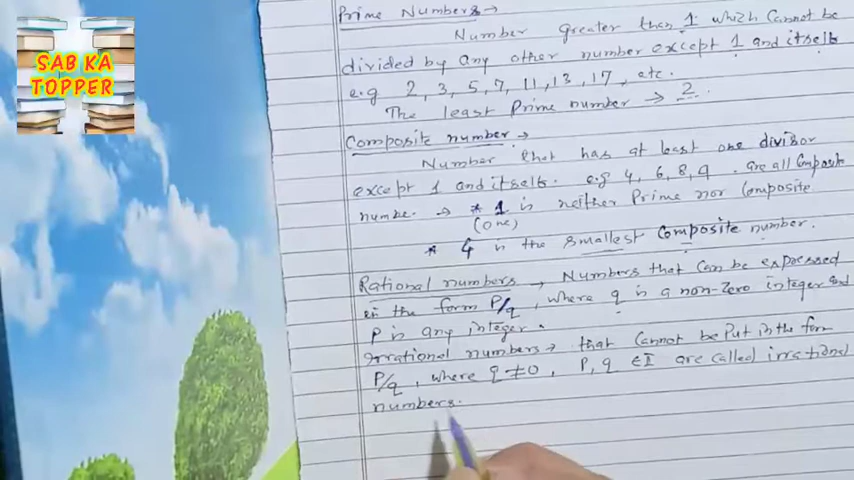 SAB KA
TOPPER
Prime Numbers →
Number greater then 1 which Cannot be
divided by any other number except 1 and itself
e.g 2, 3, 5, 7, 11, 13, 17, etc.
The least Prime number → 2.
Composite number →
Number that has at least one divisor
except 1 and itself. e.g 4, 6, 8, 9. are all Composite
numbe. → * 1 is neither Prime nor Composite
(One)
* 4 is the smallest Composite number.
Rational numbers → Numbers that Can be expressed
in the form P/q, where q is a non-Zero integer and
P is any integer.
Irrational numbers → that Cannot be Put in the form
P/q, where q ≠ 0, P, q ∈ I are called irrational
numbers.